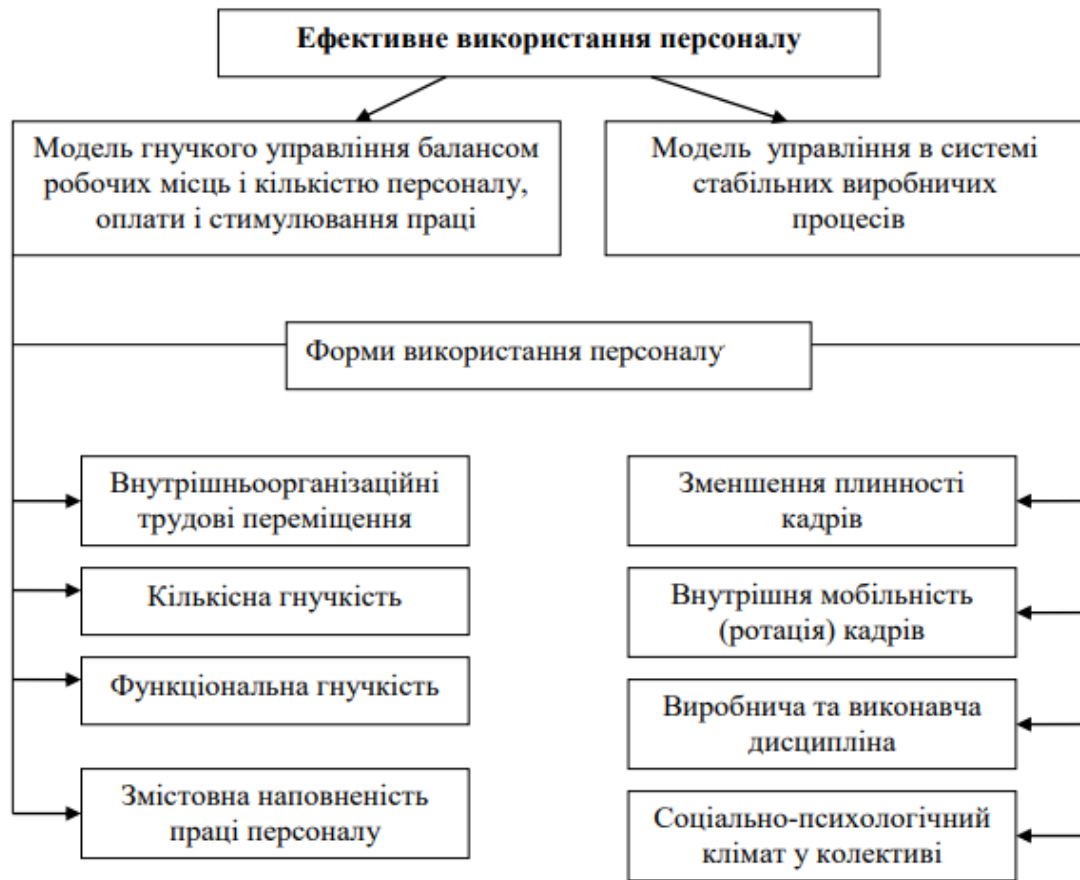 Ефективне використання персоналу
Модель гнучкого управління балансом
робочих місць і кількістю персоналу,
оплати і стимулювання праці
Модель управління в системі
стабільних виробничих
процесів
Форми використання персоналу
Внутрішньоорганізаційні
трудові переміщення
Кількісна гнучкість
Функціональна гнучкість
Змістовна наповненість
праці персоналу
Зменшення плинності
кадрів
Внутрішня мобільність
(ротація) кадрів
Виробнича та виконавча
дисципліна
Соціально-психологічний
клімат у колективі